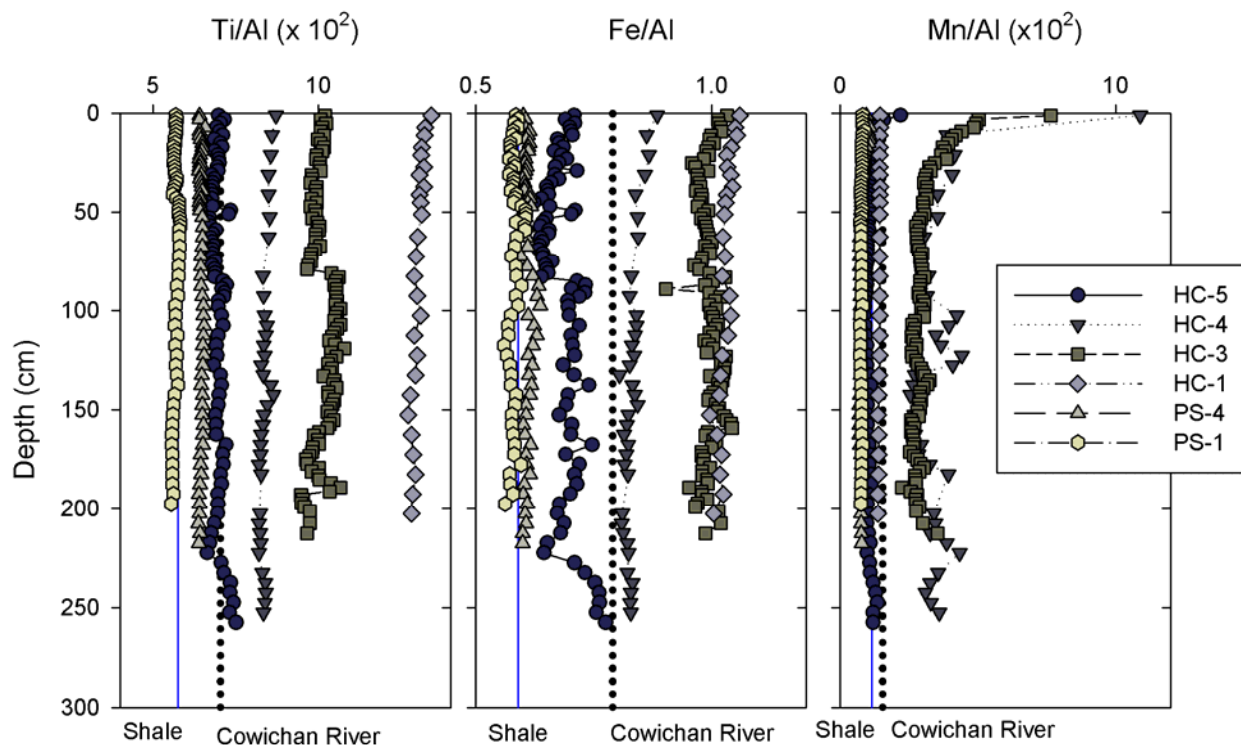 Ti/Al (x 10²) Fe/Al Mn/Al (x10²)
5 10 0.5 1.0 0 10
0
50
100
150
200
250
300
Depth (cm)
HC-5
HC-4
HC-3
HC-1
PS-4
PS-1
Shale Cowichan River Shale Cowichan River Shale Cowichan River